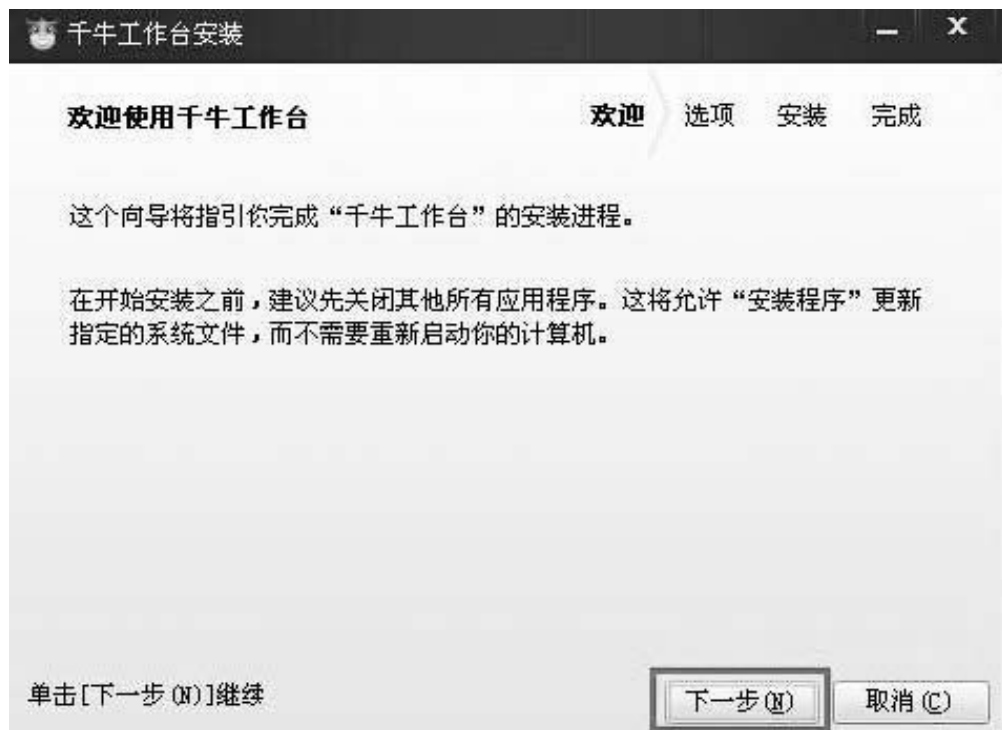 千牛工作台安装
欢迎使用千牛工作台
欢迎 选项 安装 完成
这个向导将指引你完成“千牛工作台”的安装进程。
在开始安装之前，建议先关闭其他所有应用程序。这将允许“安装程序”更新
指定的系统文件，而不需要重新启动你的计算机。
单击[下一步(N)]继续
下一步(N)
取消(C)